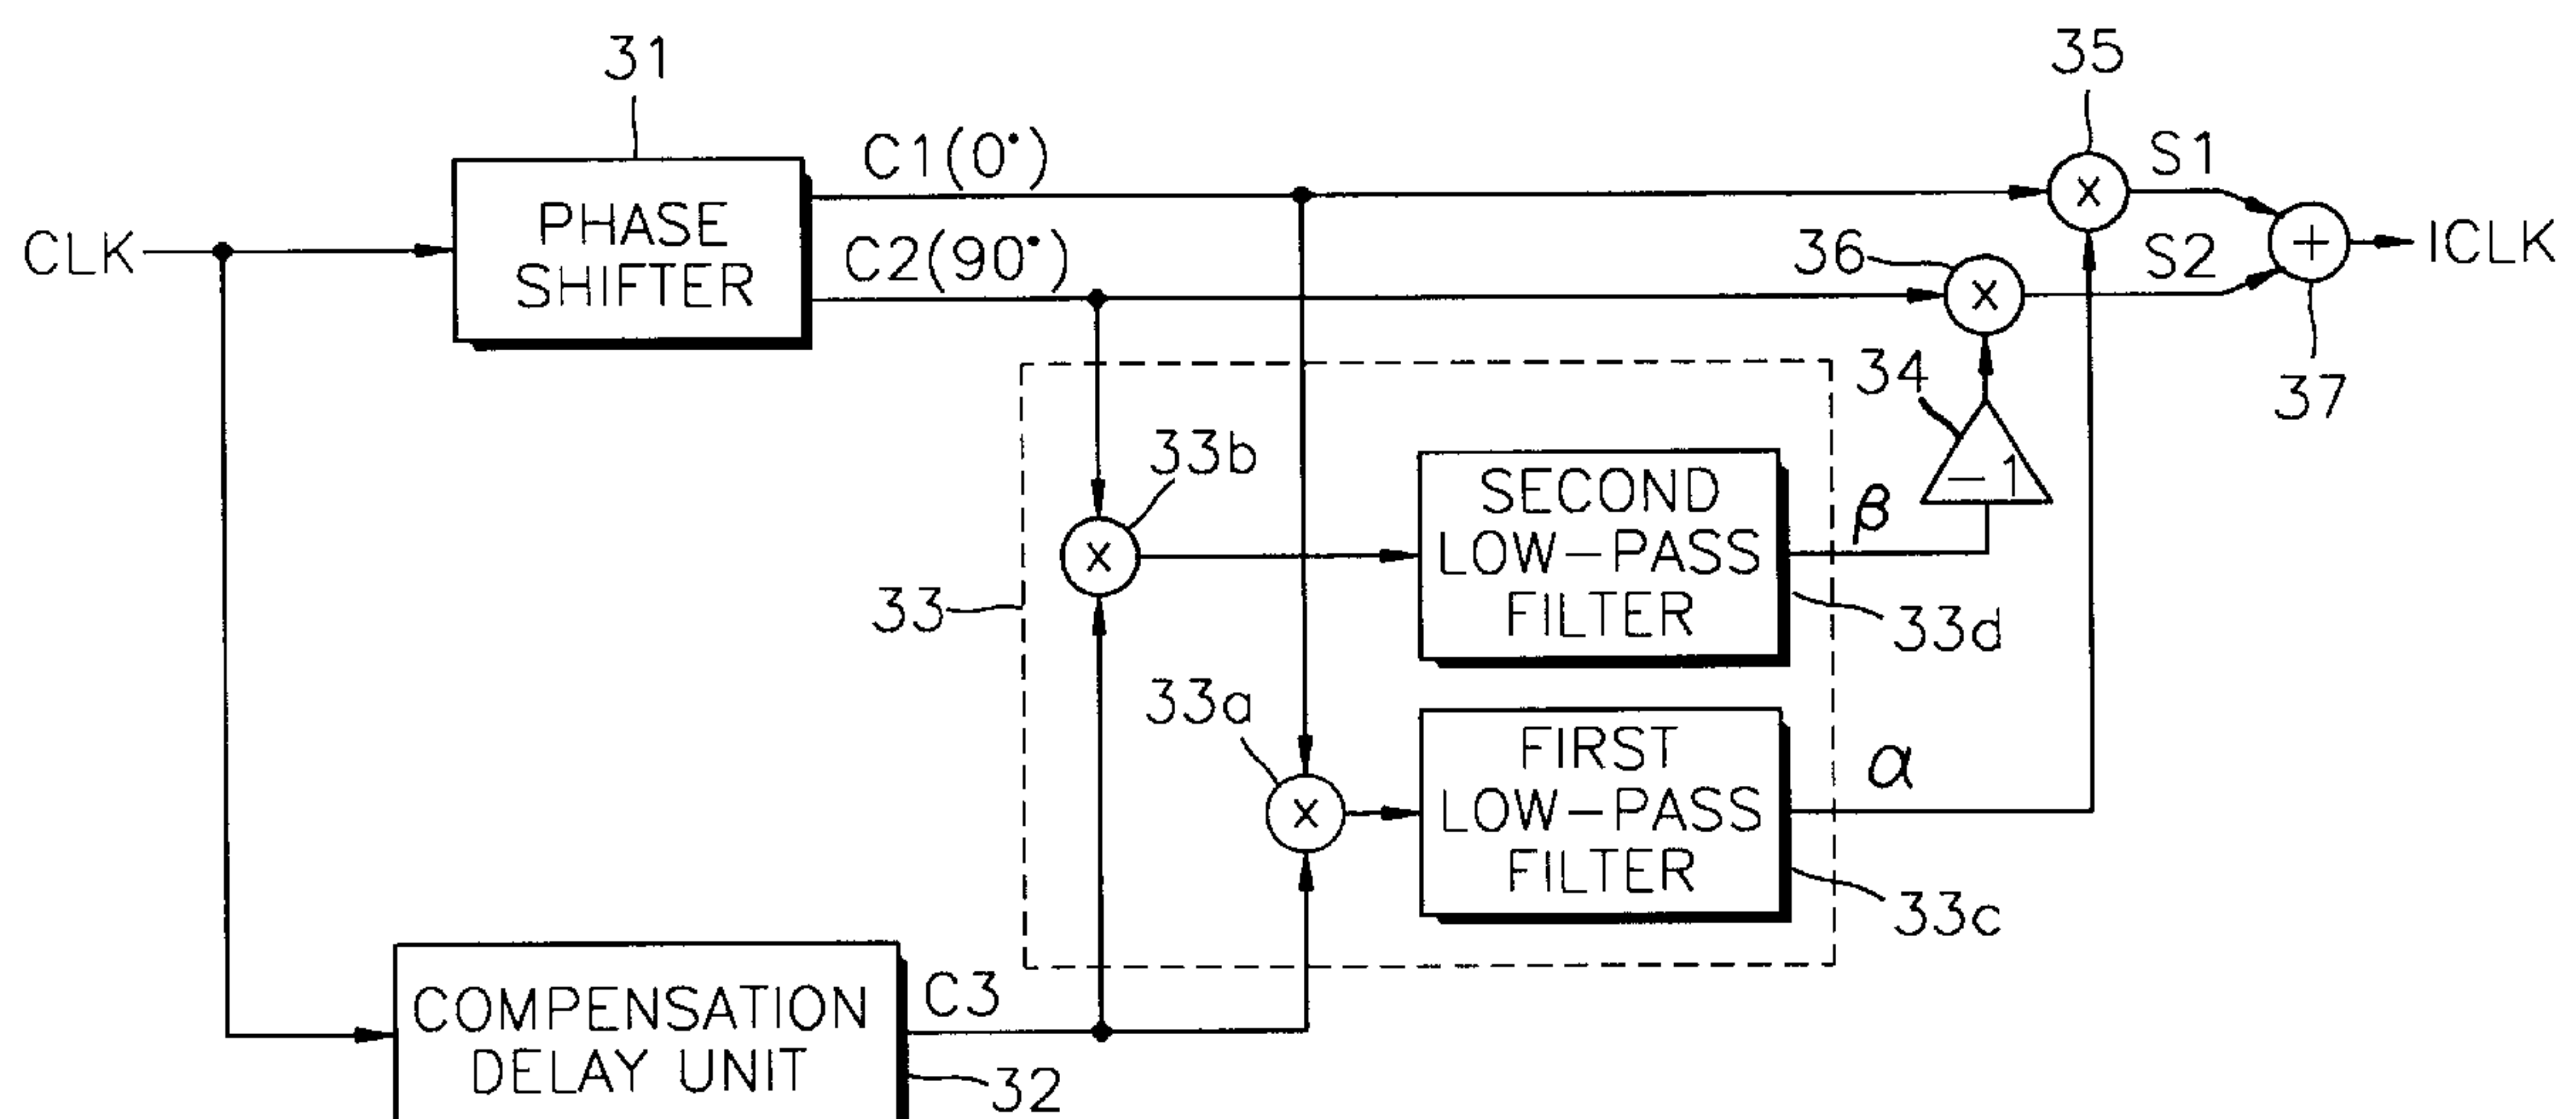 31
35
C1(0°)
S1
PHASE
SHIFTER
CLK
C2(90°)
36
X
S2
+
ICLK
X
34
37
33b
SECOND
LOW-PASS
FILTER
-1
β
X
33
33d
33a
FIRST
LOW-PASS
FILTER
α
X
33c
C3
COMPENSATION
DELAY UNIT
32